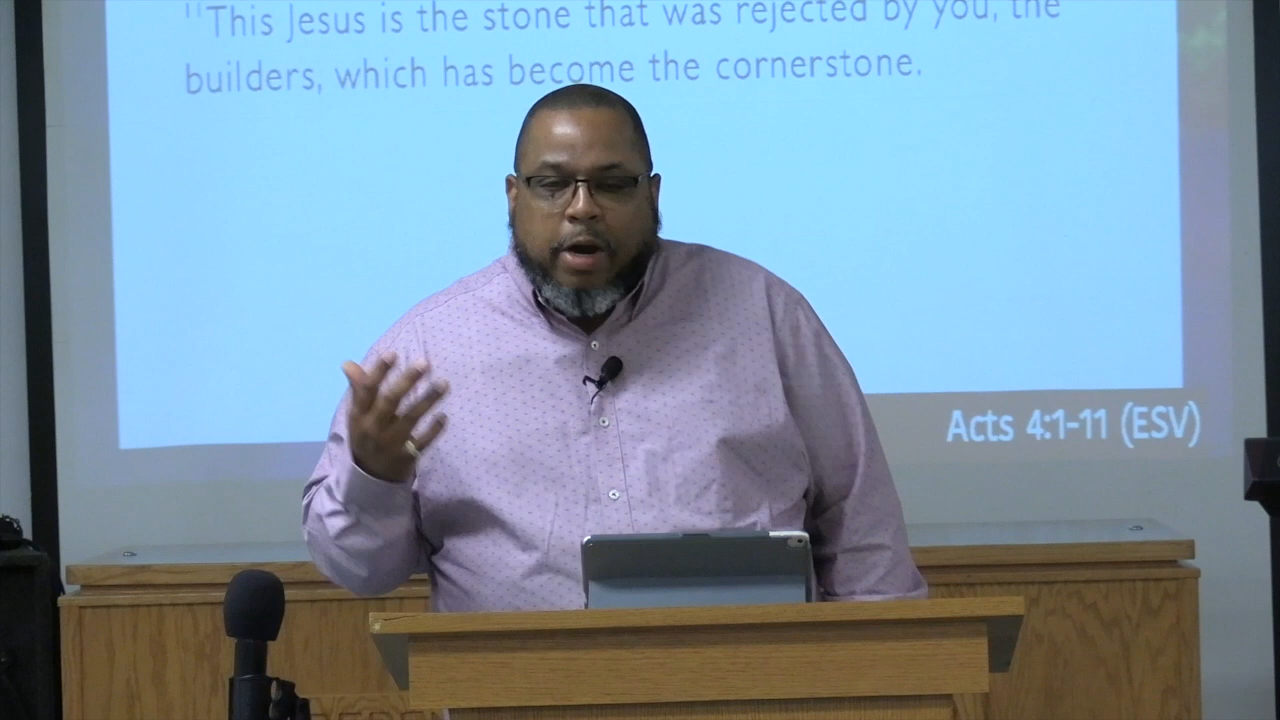 "This Jesus is the stone that was rejected by you, the
builders, which has become the cornerstone.
Acts 4:1-11 (ESV)